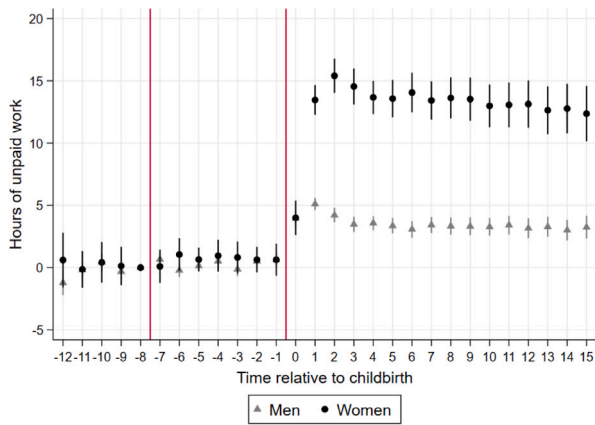 20
15
10
5
0
-5
Hours of unpaid work
-12 -11 -10 -9 -8 -7 -6 -5 -4 -3 -2 -1 0 1 2 3 4 5 6 7 8 9 10 11 12 13 14 15
Time relative to childbirth
Men Women